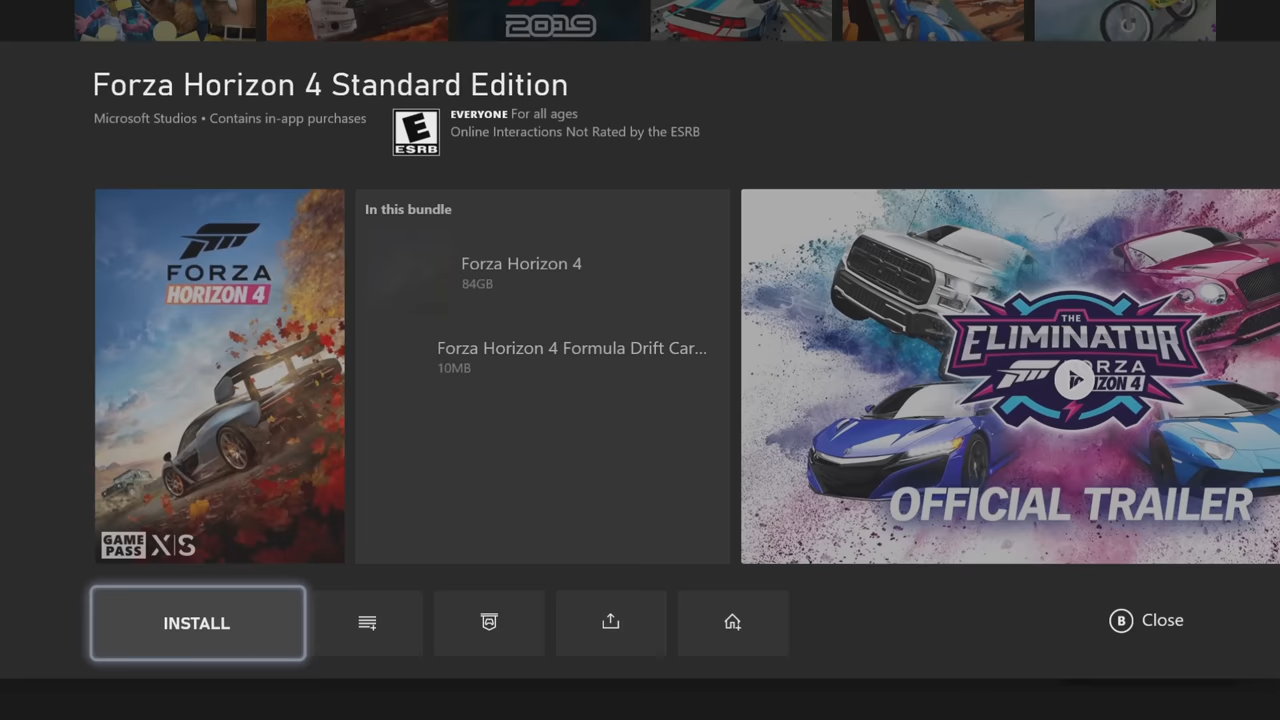 2019
Forza Horizon 4 Standard Edition
Microsoft Studios • Contains in-app purchases
E
ESRB
EVERYONE For all ages
Online Interactions Not Rated by the ESRB
FORZA
HORIZON 4
GAME
PASS
X|S
In this bundle
Forza Horizon 4
84GB
Forza Horizon 4 Formula Drift Car...
10MB
THE
ELIMINATOR
OFFICIAL TRAILER
INSTALL
B Close